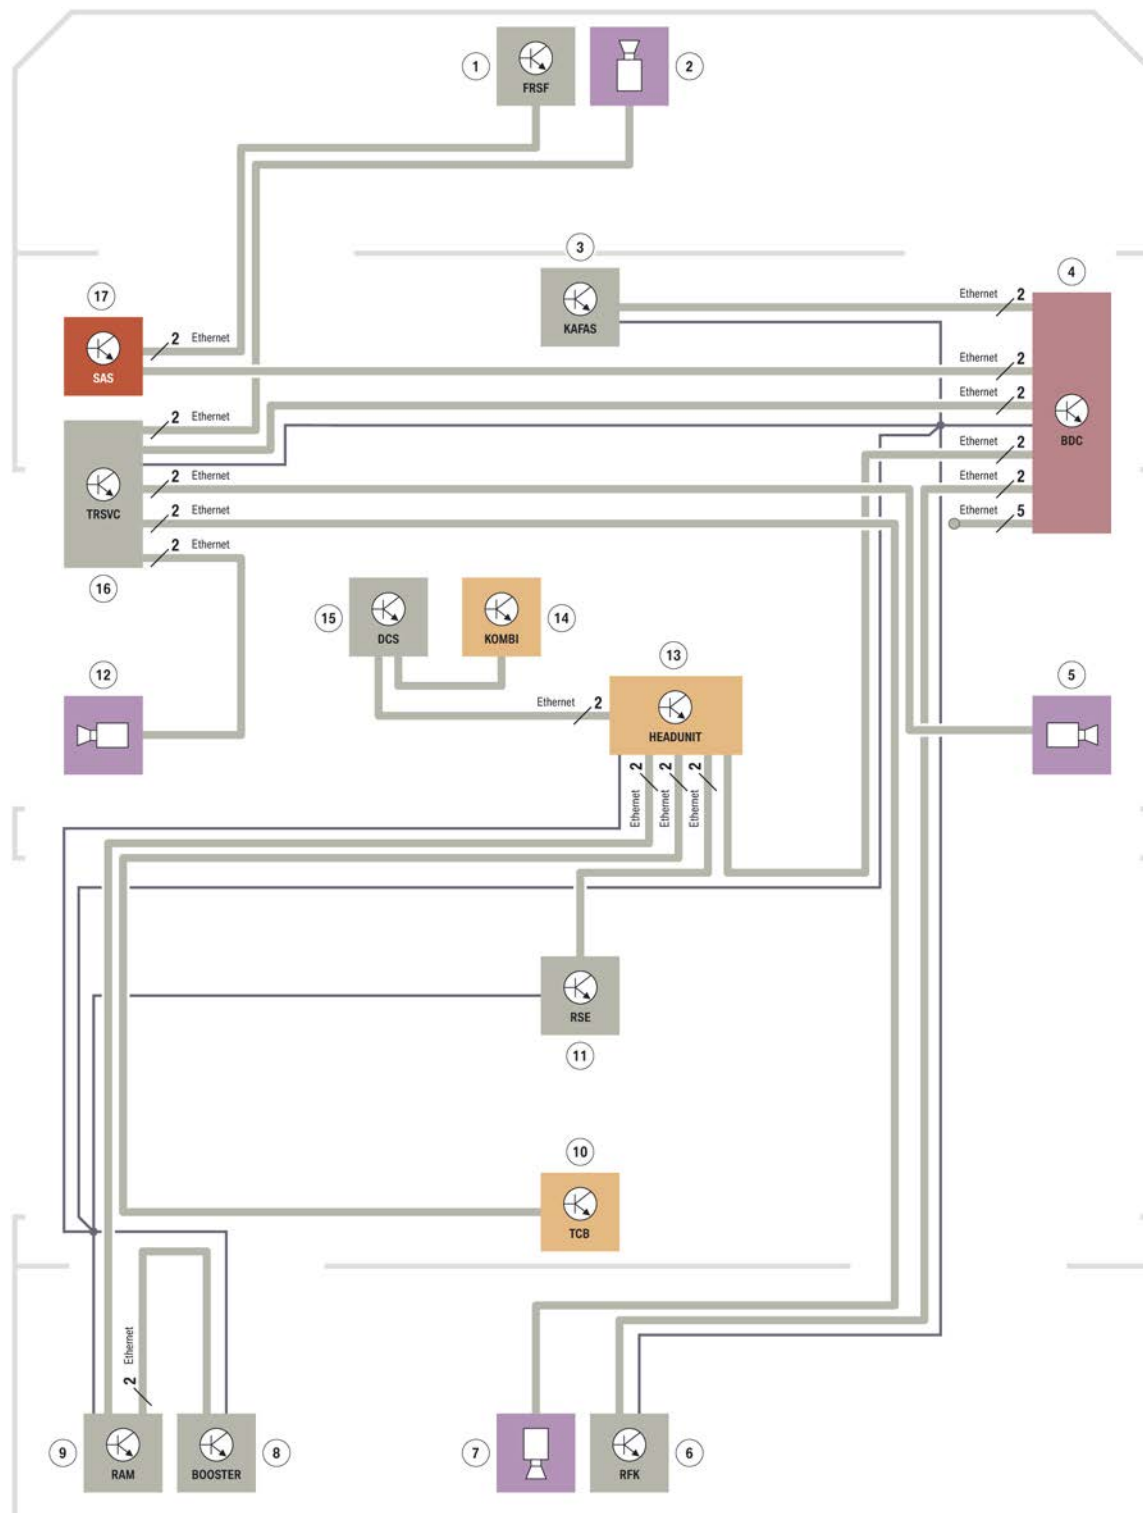 1
FRSF
2
3
KAFAS
4
Ethernet 2
17
SAS
2 Ethernet
Ethernet 2
2 Ethernet
Ethernet 2
BDC
Ethernet 2
TRSVC
2 Ethernet
Ethernet 2
2 Ethernet
Ethernet 5
2 Ethernet
16
15
DCS
KOMBI
14
13
12
5
Ethernet 2
HEADUNIT
2 2 2
Ethernet Ethernet Ethernet
RSE
11
10
TCB
Ethernet
2
9
RAM
BOOSTER
8
7
RFK
6